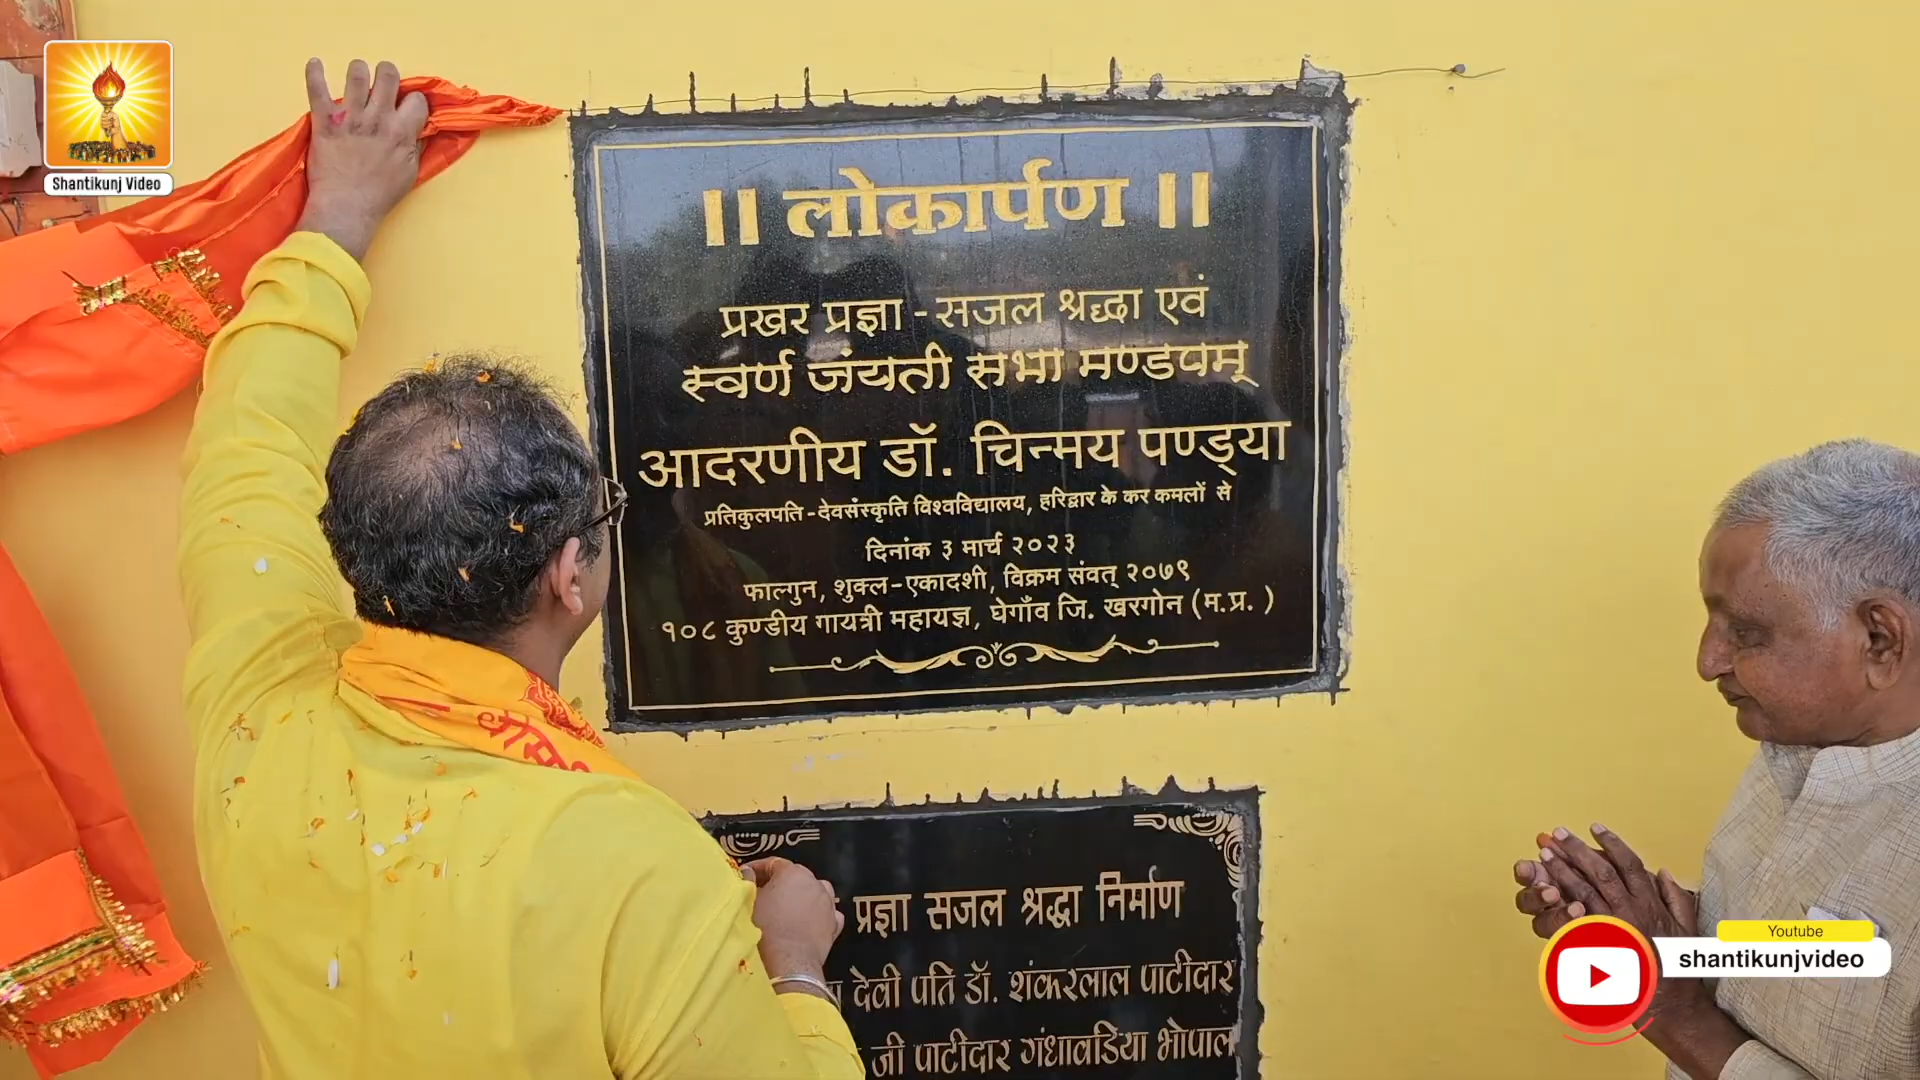 Shantikunj Video
॥ लोकार्पण ॥
प्रखर प्रज्ञा - सजल श्रद्धा एवं
स्वर्ण जंयती सभा मण्डवम्
आदरणीय डॉ. चिन्मय पण्ड्या
प्रतिकुलपति - देवसंस्कृति विश्वविद्यालय, हरिद्वार के कर कमलों से
दिनांक ३ मार्च २०२३
फाल्गुन, शुक्ल - एकादशी, विक्रम संवत् २०७९
१०८ कुण्डीय गायत्री महायज्ञ, घेगाँव जि. खरगोन (म.प्र. )
प्रज्ञा सजल श्रद्धा निर्माण
देवी पति डॉ. शंकरलाल पाटीदार
जी पाटीदार गंधावडिया भोपाल
Youtube
shantikunjvideo